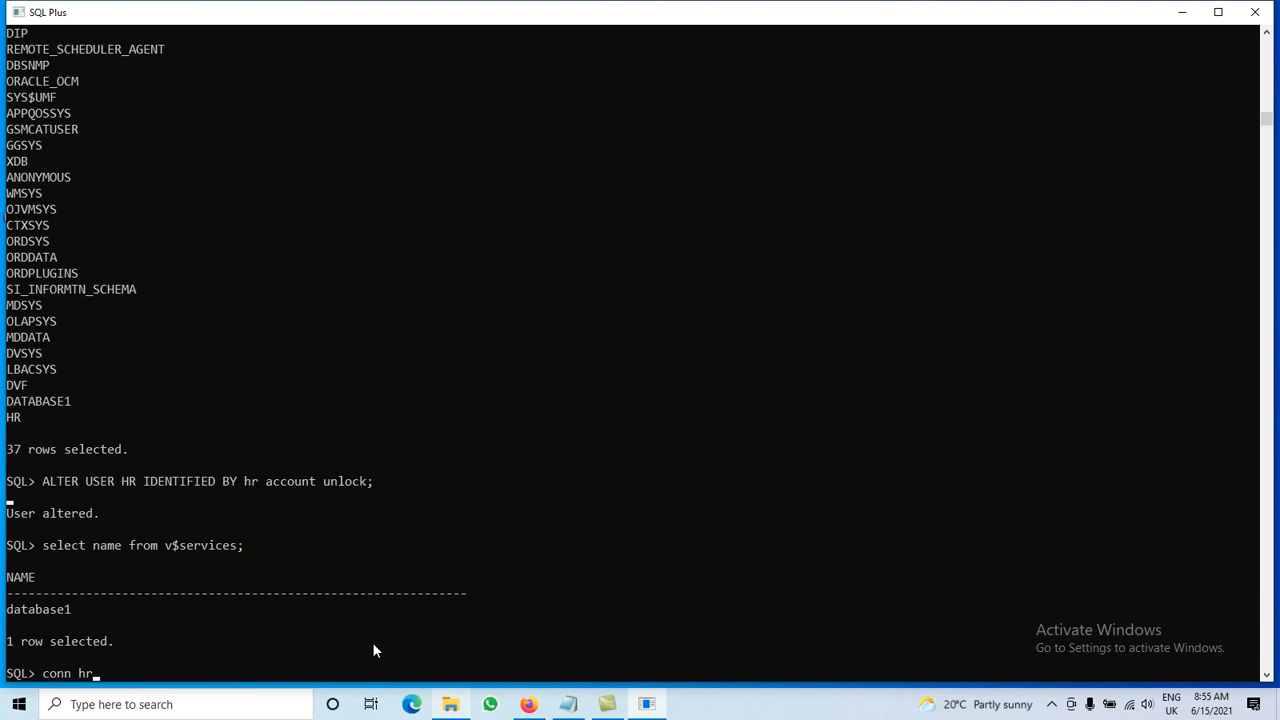 SQL Plus
DIP
REMOTE_SCHEDULER_AGENT
DBSNMP
ORACLE_OCM
SYS$UMF
APPQOSSYS
GSMCATUSER
GGSYS
XDB
ANONYMOUS
WMSYS
OJVMSYS
CTXSYS
ORDSYS
ORDDATA
ORDPLUGINS
SI_INFORMTN_SCHEMA
MDSYS
OLAPSYS
MDDATA
DVSYS
LBACSYS
DVF
DATABASE1
HR
37 rows selected.
SQL> ALTER USER HR IDENTIFIED BY hr account unlock;
User altered.
SQL> select name from v$services;
NAME
----------------------------------------------------------------
database1
1 row selected.
SQL> conn hr
Activate Windows
Go to Settings to activate Windows.
Type here to search
20°C Partly sunny
ENG
UK
8:55 AM
6/15/2021